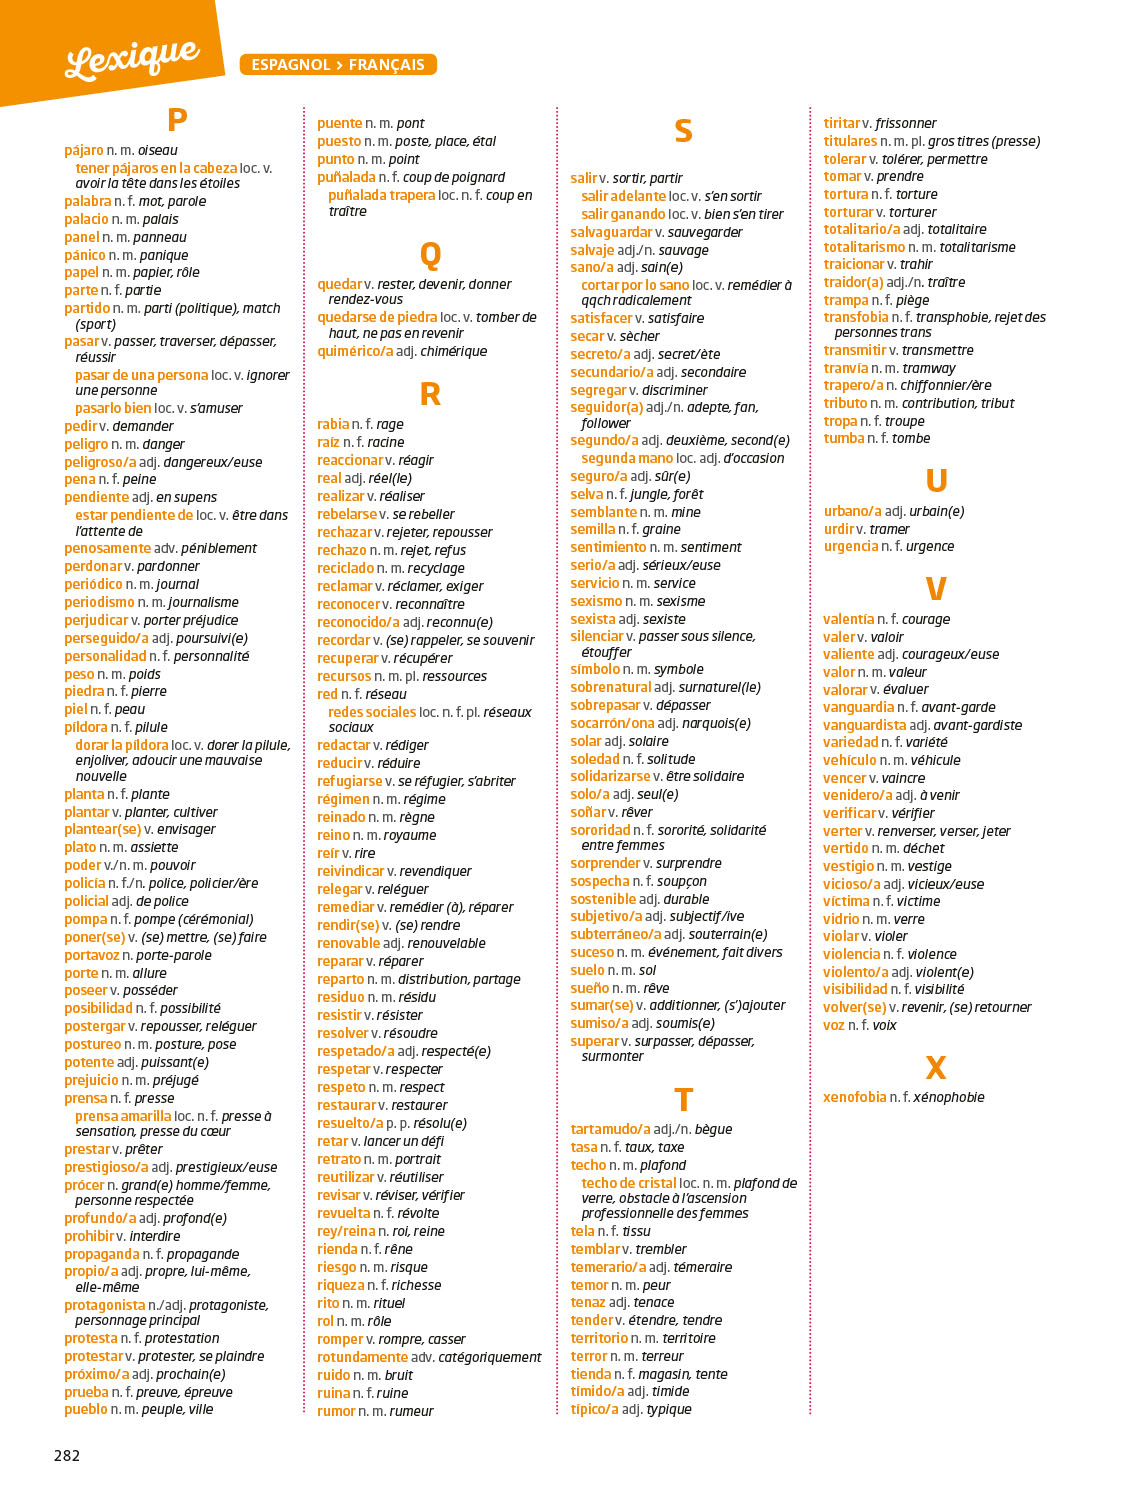 Lexique
ESPAGNOL > FRANÇAIS
P
pájaro n. m. oiseau
tener pájaros en la cabeza loc. v.
avoir la tête dans les étoiles
palabra n. f. mot, parole
palacio n. m. palais
panel n. m. panneau
pánico n. m. panique
papel n. m. papier, rôle
parte n. f. partie
partido n. m. parti (politique), match
(sport)
pasar v. passer, traverser, dépasser,
réussir
pasar de una persona loc. v. ignorer
une personne
pasarlo bien loc. v. s'amuser
pedir v. demander
peligro n. m. danger
peligroso/a adj. dangereux/euse
pena n. f. peine
pendiente adj. en supens
estar pendiente de loc. v. être dans
l'attente de
penosamente adv. péniblement
perdonar v. pardonner
periódico n. m. journal
periodismo n. m. journalisme
perjudicar v. porter préjudice
perseguido/a adj. poursuivi(e)
personalidad n. f. personnalité
peso n. m. poids
piedra n. f. pierre
piel n. f. peau
píldora n. f. pilule
dorar la píldora loc. v. dorer la pilule,
enjoliver, adoucir une mauvaise
nouvelle
planta n. f. plante
plantar v. planter, cultiver
plantear(se) v. envisager
plato n. m. assiette
poder v./n. m. pouvoir
policía n. f./n. police, policier/ère
policial adj. de police
pompa n. f. pompe (cérémonial)
poner(se) v. (se) mettre, (se) faire
portavoz n. porte-parole
porte n. m. allure
poseer v. posséder
posibilidad n. f. possibilité
postergar v. repousser, reléguer
postureo n. m. posture, pose
potente adj. puissant(e)
prejuicio n. m. préjugé
prensa n. f. presse
prensa amarilla loc. n. f. presse à
sensation, presse du cœur
prestar v. prêter
prestigioso/a adj. prestigieux/euse
prócer n. grand(e) homme/femme,
personne respectée
profundo/a adj. profond(e)
prohibir v. interdire
propaganda n. f. propagande
propio/a adj. propre, lui-même,
elle-même
protagonista n./adj. protagoniste,
personnage principal
protesta n. f. protestation
protestar v. protester, se plaindre
próximo/a adj. prochain(e)
prueba n. f. preuve, épreuve
pueblo n. m. peuple, ville
puente n. m. pont
puesto n. m. poste, place, étal
punto n. m. point
puñalada n. f. coup de poignard
puñalada trapera loc. n. f. coup en
traître
Q
quedar v. rester, devenir, donner
rendez-vous
quedarse de piedra loc. v. tomber de
haut, ne pas en revenir
quimérico/a adj. chimérique
R
rabia n. f. rage
raíz n. f. racine
reaccionar v. réagir
real adj. réel(le)
realizar v. réaliser
rebelarse v. se rebeller
rechazar v. rejeter, repousser
rechazo n. m. rejet, refus
reciclado n. m. recyclage
reclamar v. réclamer, exiger
reconocer v. reconnaître
reconocido/a adj. reconnu(e)
recordar v. (se) rappeler, se souvenir
recuperar v. récupérer
recursos n. m. pl. ressources
red n. f. réseau
redes sociales loc. n. f. pl. réseaux
sociaux
redactar v. rédiger
reducir v. réduire
refugiarse v. se réfugier, s'abriter
régimen n. m. régime
reinado n. m. règne
reino n. m. royaume
reír v. rire
reivindicar v. revendiquer
relegar v. reléguer
remediar v. remédier (à), réparer
rendir(se) v. (se) rendre
renovable adj. renouvelable
reparar v. réparer
reparto n. m. distribution, partage
residuo n. m. résidu
resistir v. résister
resolver v. résoudre
respetado/a adj. respecté(e)
respetar v. respecter
respeto n. m. respect
restaurar v. restaurer
resuelto/a p. p. résolu(e)
retar v. lancer un défi
retrato n. m. portrait
reutilizar v. réutiliser
revisar v. réviser, vérifier
revuelta n. f. révolte
rey/reina n. roi, reine
rienda n. f. rêne
riesgo n. m. risque
riqueza n. f. richesse
rito n. m. rituel
rol n. m. rôle
romper v. rompre, casser
rotundamente adv. catégoriquement
ruido n. m. bruit
ruina n. f. ruine
rumor n. m. rumeur
S
salir v. sortir, partir
salir adelante loc. v. s'en sortir
salir ganando loc. v. bien s'en tirer
salvaguardar v. sauvegarder
salvaje adj./n. sauvage
sano/a adj. sain(e)
cortar por lo sano loc. v. remédier à
qqch radicalement
satisfacer v. satisfaire
secar v. sècher
secreto/a adj. secret/ète
secundario/a adj. secondaire
segregar v. discriminer
seguidor(a) adj./n. adepte, fan,
follower
segundo/a adj. deuxième, second(e)
segunda mano loc. adj. d'occasion
seguro/a adj. sûr(e)
selva n. f. jungle, forêt
semblante n. m. mine
semilla n. f. graine
sentimiento n. m. sentiment
serio/a adj. sérieux/euse
servicio n. m. service
sexismo n. m. sexisme
sexista adj. sexiste
silenciar v. passer sous silence,
étouffer
símbolo n. m. symbole
sobrenatural adj. surnaturel(le)
sobrepasar v. dépasser
socarrón/ona adj. narquois(e)
solar adj. solaire
soledad n. f. solitude
solidarizarse v. être solidaire
solo/a adj. seul(e)
soñar v. rêver
sororidad n. f. sororité, solidarité
entre femmes
sorprender v. surprendre
sospecha n. f. soupçon
sostenible adj. durable
subjetivo/a adj. subjectif/ive
subterráneo/a adj. souterrain(e)
suceso n. m. événement, fait divers
suelo n. m. sol
sueño n. m. rêve
sumar(se) v. additionner, (s')ajouter
sumiso/a adj. soumis(e)
superar v. surpasser, dépasser,
surmonter
T
tartamudo/a adj./n. bègue
tasa n. f. taux, taxe
techo n. m. plafond
techo de cristal loc. n. m. plafond de
verre, obstacle à l'ascension
professionnelle des femmes
tela n. f. tissu
temblar v. trembler
temerario/a adj. témeraire
temor n. m. peur
tenaz adj. tenace
tender v. étendre, tendre
territorio n. m. territoire
terror n. m. terreur
tienda n. f. magasin, tente
tímido/a adj. timide
típico/a adj. typique
tiritar v. frissonner
titulares n. m. pl. gros titres (presse)
tolerar v. tolérer, permettre
tomar v. prendre
tortura n. f. torture
torturar v. torturer
totalitario/a adj. totalitaire
totalitarismo n. m. totalitarisme
traicionar v. trahir
traidor(a) adj./n. traître
trampa n. f. piège
transfobia n. f. transphobie, rejet des
personnes trans
transmitir v. transmettre
tranvía n. m. tramway
trapero/a n. chiffonnier/ère
tributo n. m. contribution, tribut
tropa n. f. troupe
tumba n. f. tombe
U
urbano/a adj. urbain(e)
urdir v. tramer
urgencia n. f. urgence
V
valentía n. f. courage
valer v. valoir
valiente adj. courageux/euse
valor n. m. valeur
valorar v. évaluer
vanguardia n. f. avant-garde
vanguardista adj. avant-gardiste
variedad n. f. variété
vehículo n. m. véhicule
vencer v. vaincre
venidero/a adj. à venir
verificar v. vérifier
verter v. renverser, verser, jeter
vertido n. m. déchet
vestigio n. m. vestige
vicioso/a adj. vicieux/euse
víctima n. f. victime
vidrio n. m. verre
violar v. violer
violencia n. f. violence
violento/a adj. violent(e)
visibilidad n. f. visibilité
volver(se) v. revenir, (se) retourner
voz n. f. voix
X
xenofobia n. f. xénophobie
282